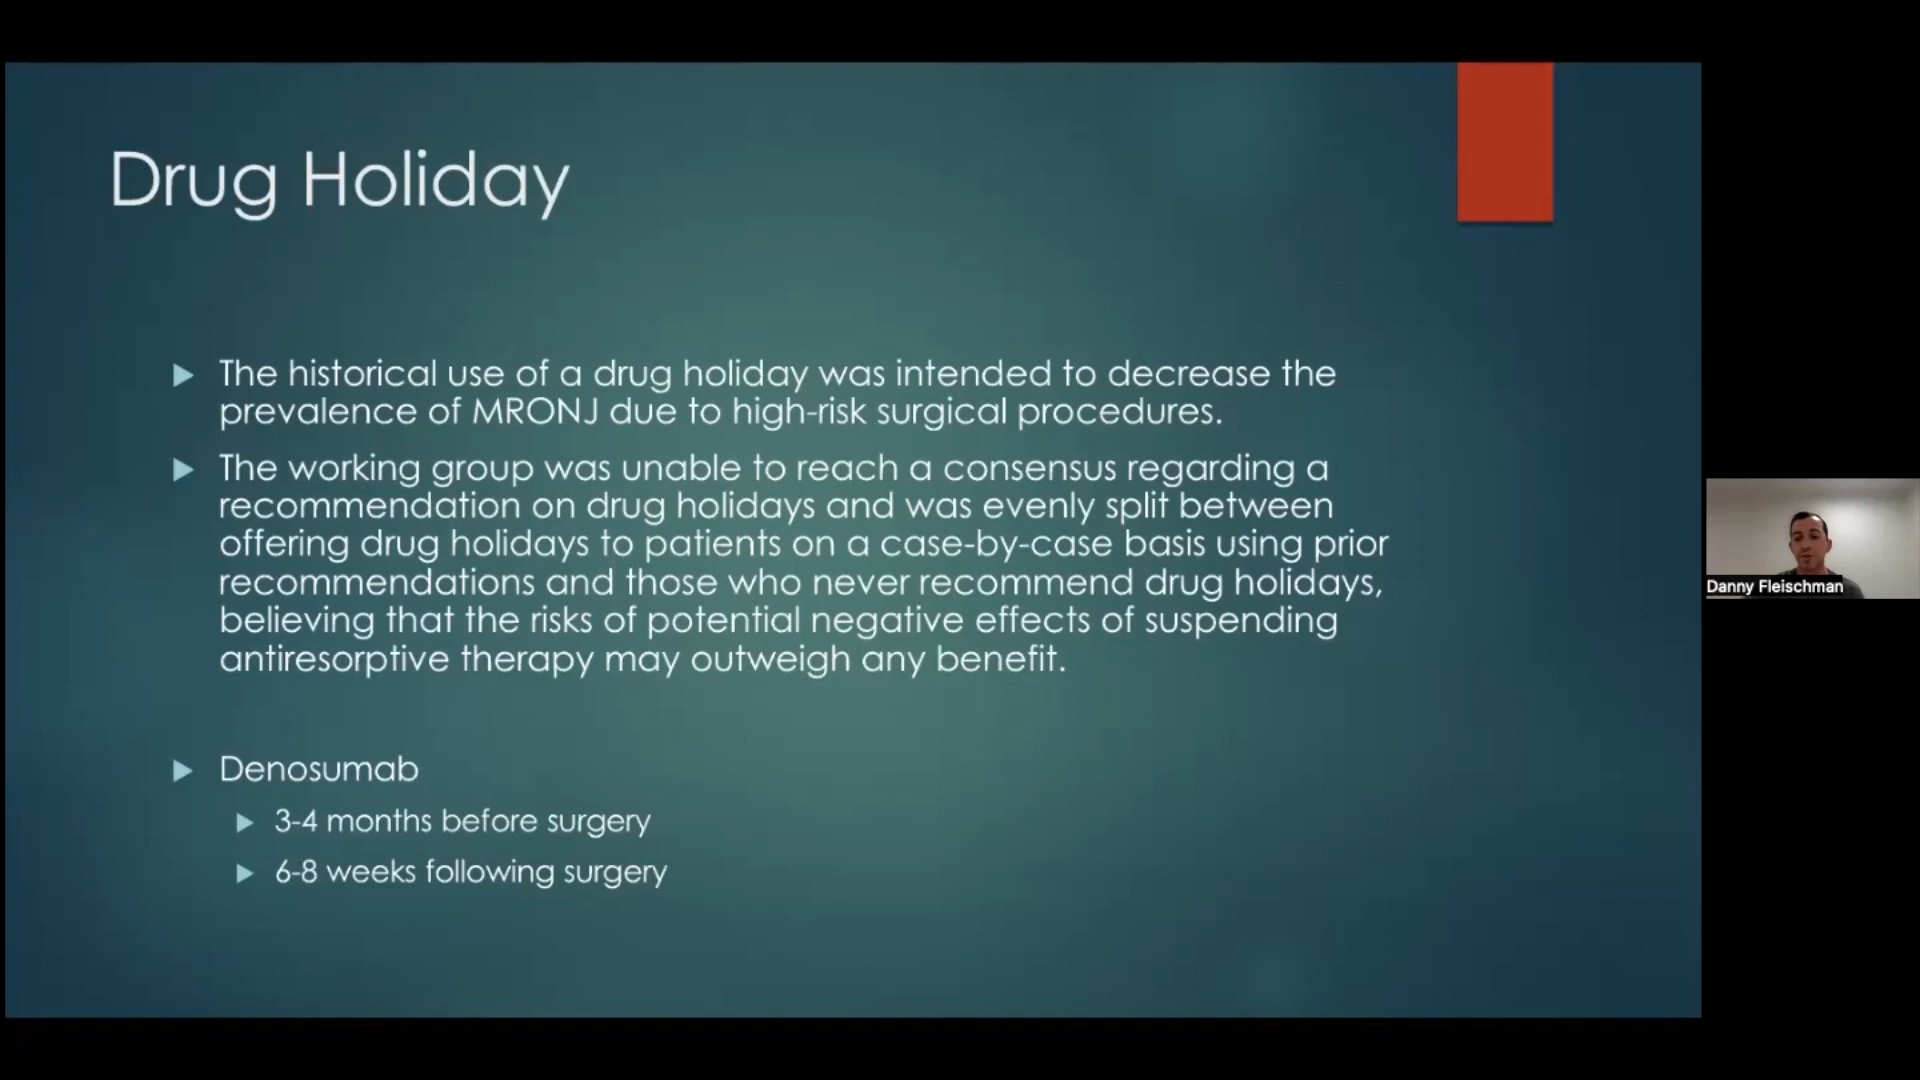 Drug Holiday
The historical use of a drug holiday was intended to decrease the
prevalence of MRONJ due to high-risk surgical procedures.
The working group was unable to reach a consensus regarding a
recommendation on drug holidays and was evenly split between
offering drug holidays to patients on a case-by-case basis using prior
recommendations and those who never recommend drug holidays,
believing that the risks of potential negative effects of suspending
antiresorptive therapy may outweigh any benefit.
Denosumab
3-4 months before surgery
6-8 weeks following surgery
Danny Fleischman